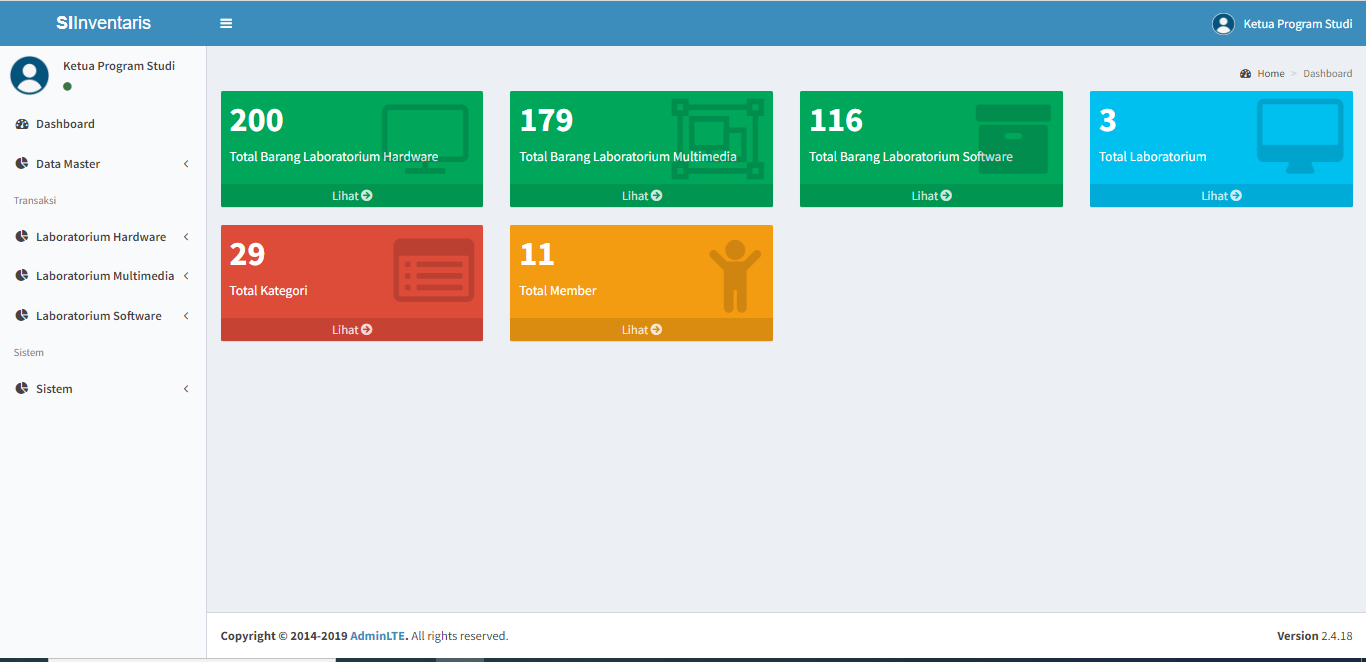 SIInventaris
Ketua Program Studi
Ketua Program Studi
Dashboard
Data Master
Transaksi
Laboratorium Hardware
Laboratorium Multimedia
Laboratorium Software
Sistem
Sistem
Home > Dashboard
200
Total Barang Laboratorium Hardware
Lihat
179
Total Barang Laboratorium Multimedia
Lihat
116
Total Barang Laboratorium Software
Lihat
3
Total Laboratorium
Lihat
29
Total Kategori
Lihat
11
Total Member
Lihat
Copyright © 2014-2019 AdminLTE. All rights reserved.
Version 2.4.18